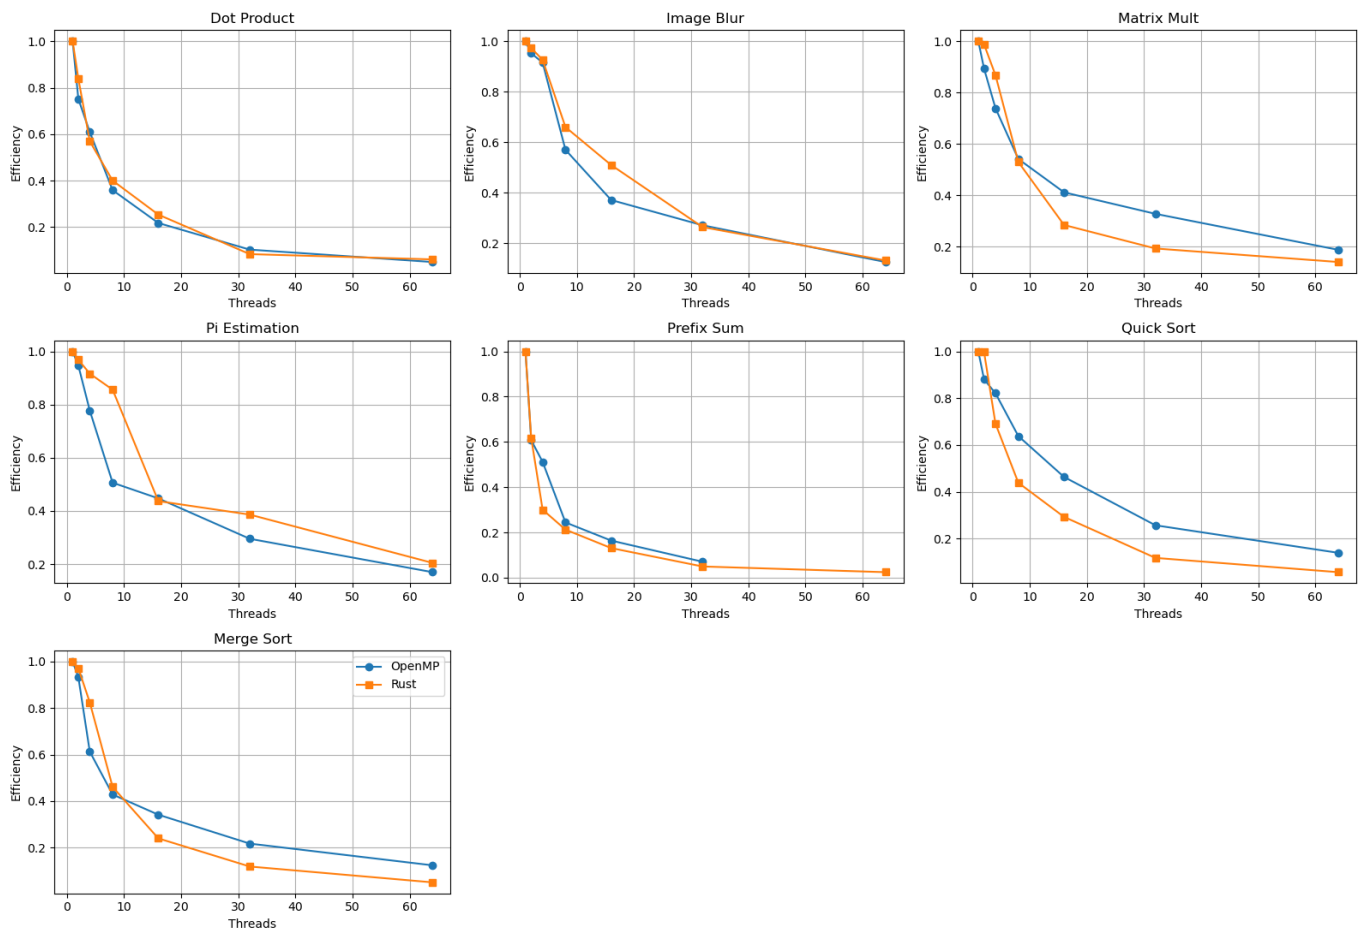 Dot Product
1.0
0.8
0.6
0.4
0.2
Efficiency
0 10 20 30 40 50 60
Threads
Image Blur
1.0
0.8
0.6
0.4
0.2
Efficiency
0 10 20 30 40 50 60
Threads
Matrix Mult
1.0
0.8
0.6
0.4
0.2
Efficiency
0 10 20 30 40 50 60
Threads
Pi Estimation
1.0
0.8
0.6
0.4
0.2
Efficiency
0 10 20 30 40 50 60
Threads
Prefix Sum
1.0
0.8
0.6
0.4
0.2
0.0
Efficiency
0 10 20 30 40 50 60
Threads
Quick Sort
1.0
0.8
0.6
0.4
0.2
Efficiency
0 10 20 30 40 50 60
Threads
Merge Sort
OpenMP
Rust
1.0
0.8
0.6
0.4
0.2
Efficiency
0 10 20 30 40 50 60
Threads